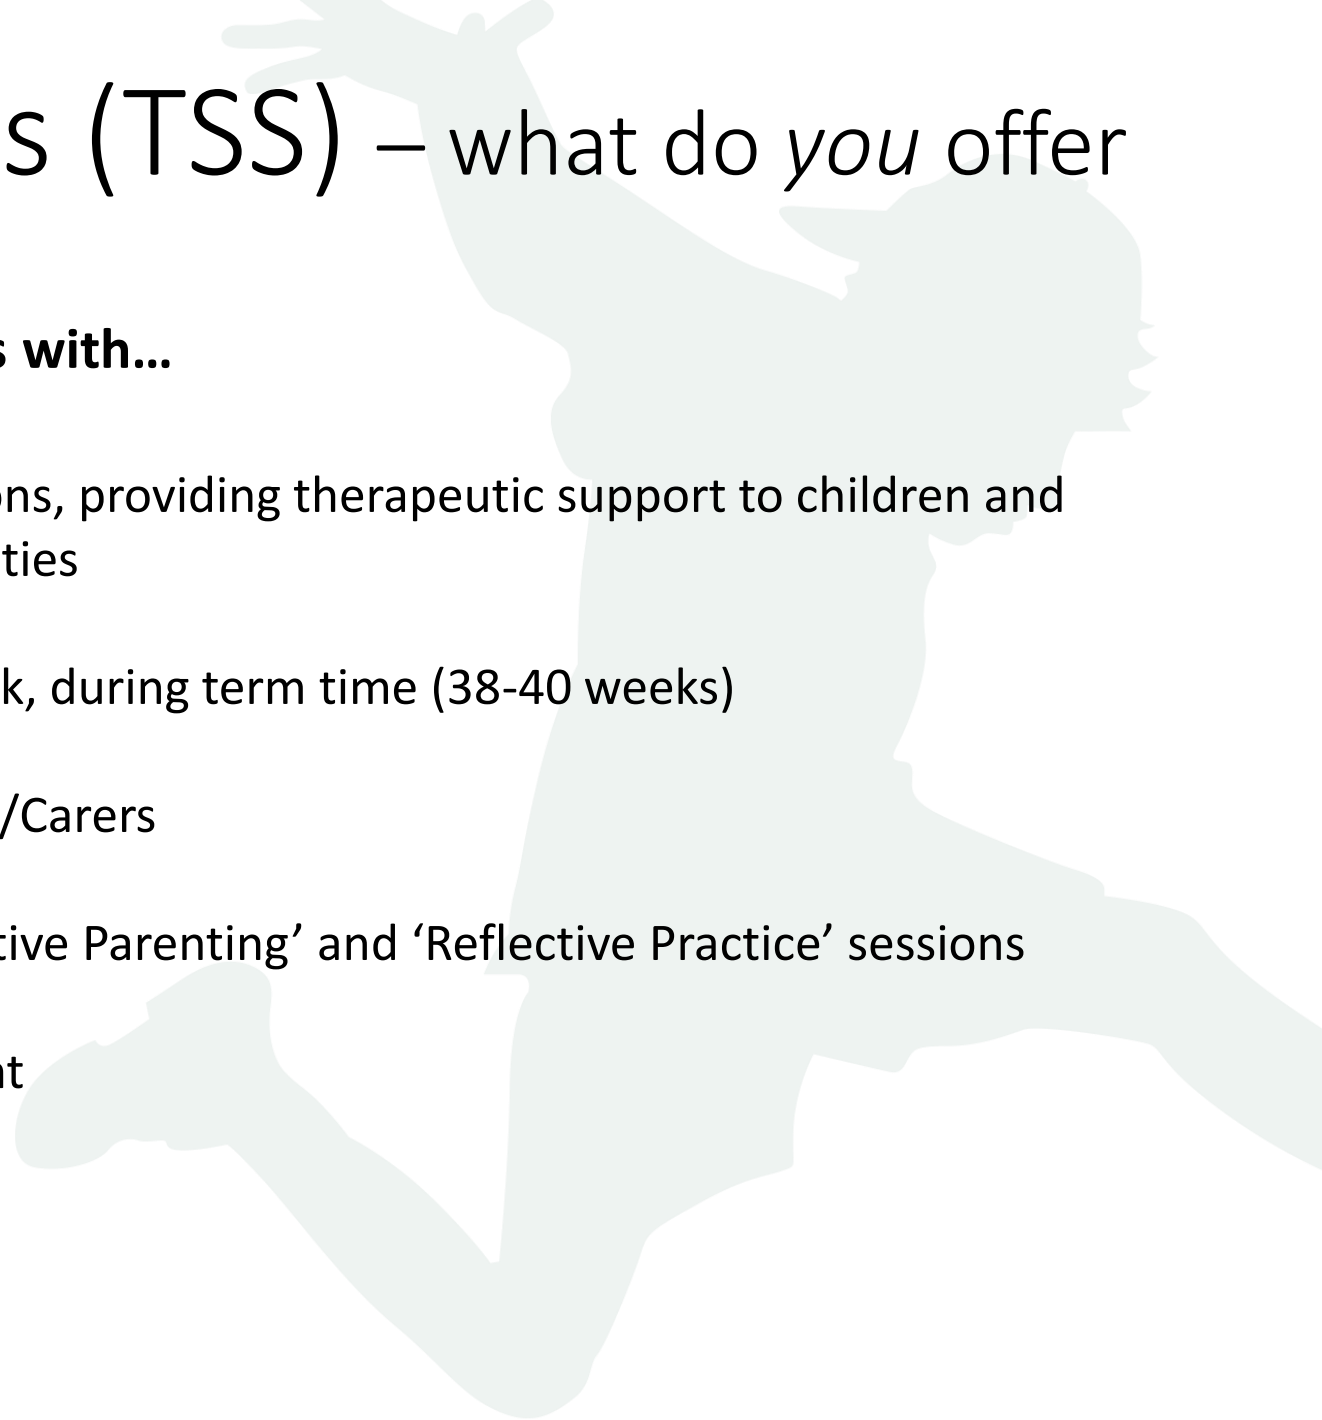 s (TSS) – what do you offer
s with...
ons, providing therapeutic support to children and
ties
k, during term time (38-40 weeks)
/Carers
tive Parenting’ and ‘Reflective Practice’ sessions
nt